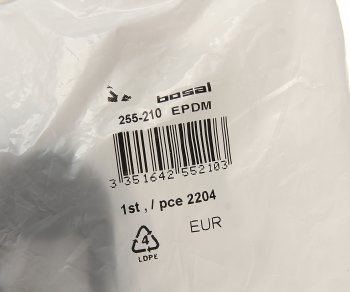 bosal
255-210 EPDM
3 351642 552103
1st , / pce 2204
EUR
4
LDPE